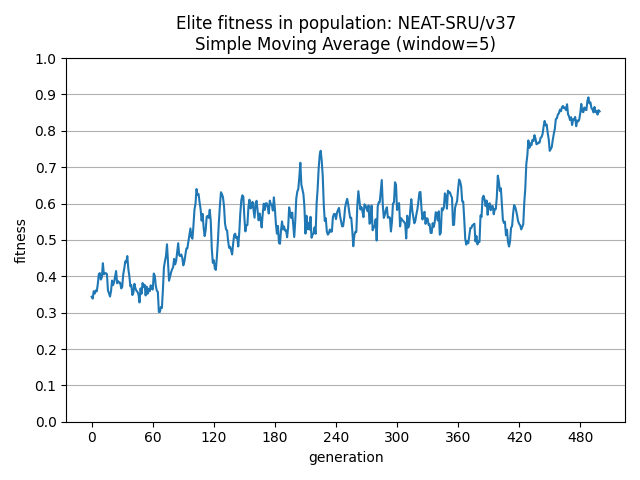 Elite fitness in population: NEAT-SRU/v37
Simple Moving Average (window=5)
1.0
0.9
0.8
0.7
0.6
0.5
0.4
0.3
0.2
0.1
0.0
fitness
0 60 120 180 240 300 360 420 480
generation